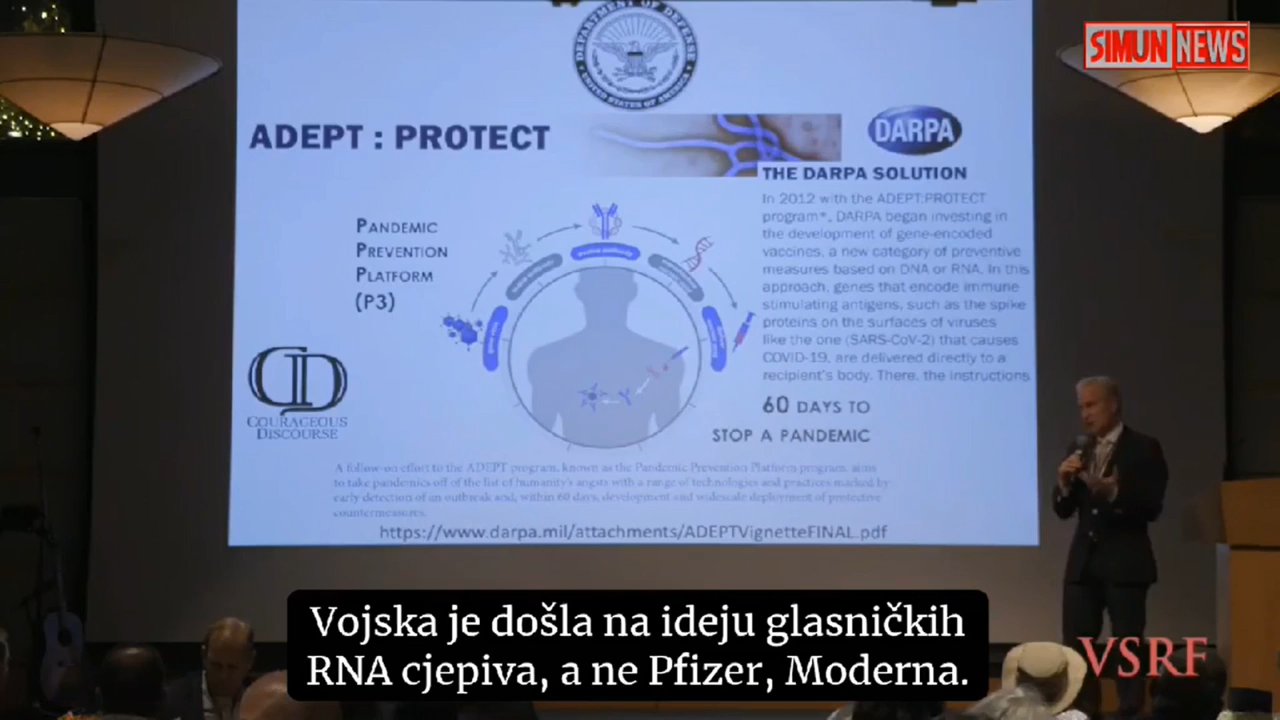 SIMUN NEWS
DEPARTMENT OF DEFENSE
UNITED STATES OF AMERICA
ADEPT : PROTECT
DARPA
THE DARPA SOLUTION
In 2012 with the ADEPT:PROTECT
program*, DARPA began investing in
the development of gene-encoded
vaccines, a new category of preventive
measures based on DNA or RNA. In this
approach, genes that encode immune
stimulating antigens, such as the spike
proteins on the surfaces of viruses
like the one (SARS-CoV-2) that causes
COVID-19, are delivered directly to a
recipient's body. There, the instructions
PANDEMIC
PREVENTION
PLATFORM
(P3)
60 DAYS TO
STOP A PANDEMIC
COURAGEOUS
DISCOURSE
A follow-on effort to the ADEPT program, known as the Pandemic Prevention Platform program, aims
to take pandemics off of the list of humanity's angsts with a range of technologies and practices marked by
early detection of an outbreak and, within 60 days, development and widescale deployment of protective
countermeasures.
https://www.darpa.mil/attachments/ADEPTVignetteFINAL.pdf
Vojska je došla na ideju glasničkih
RNA cjepiva, a ne Pfizer, Moderna.
VSRF